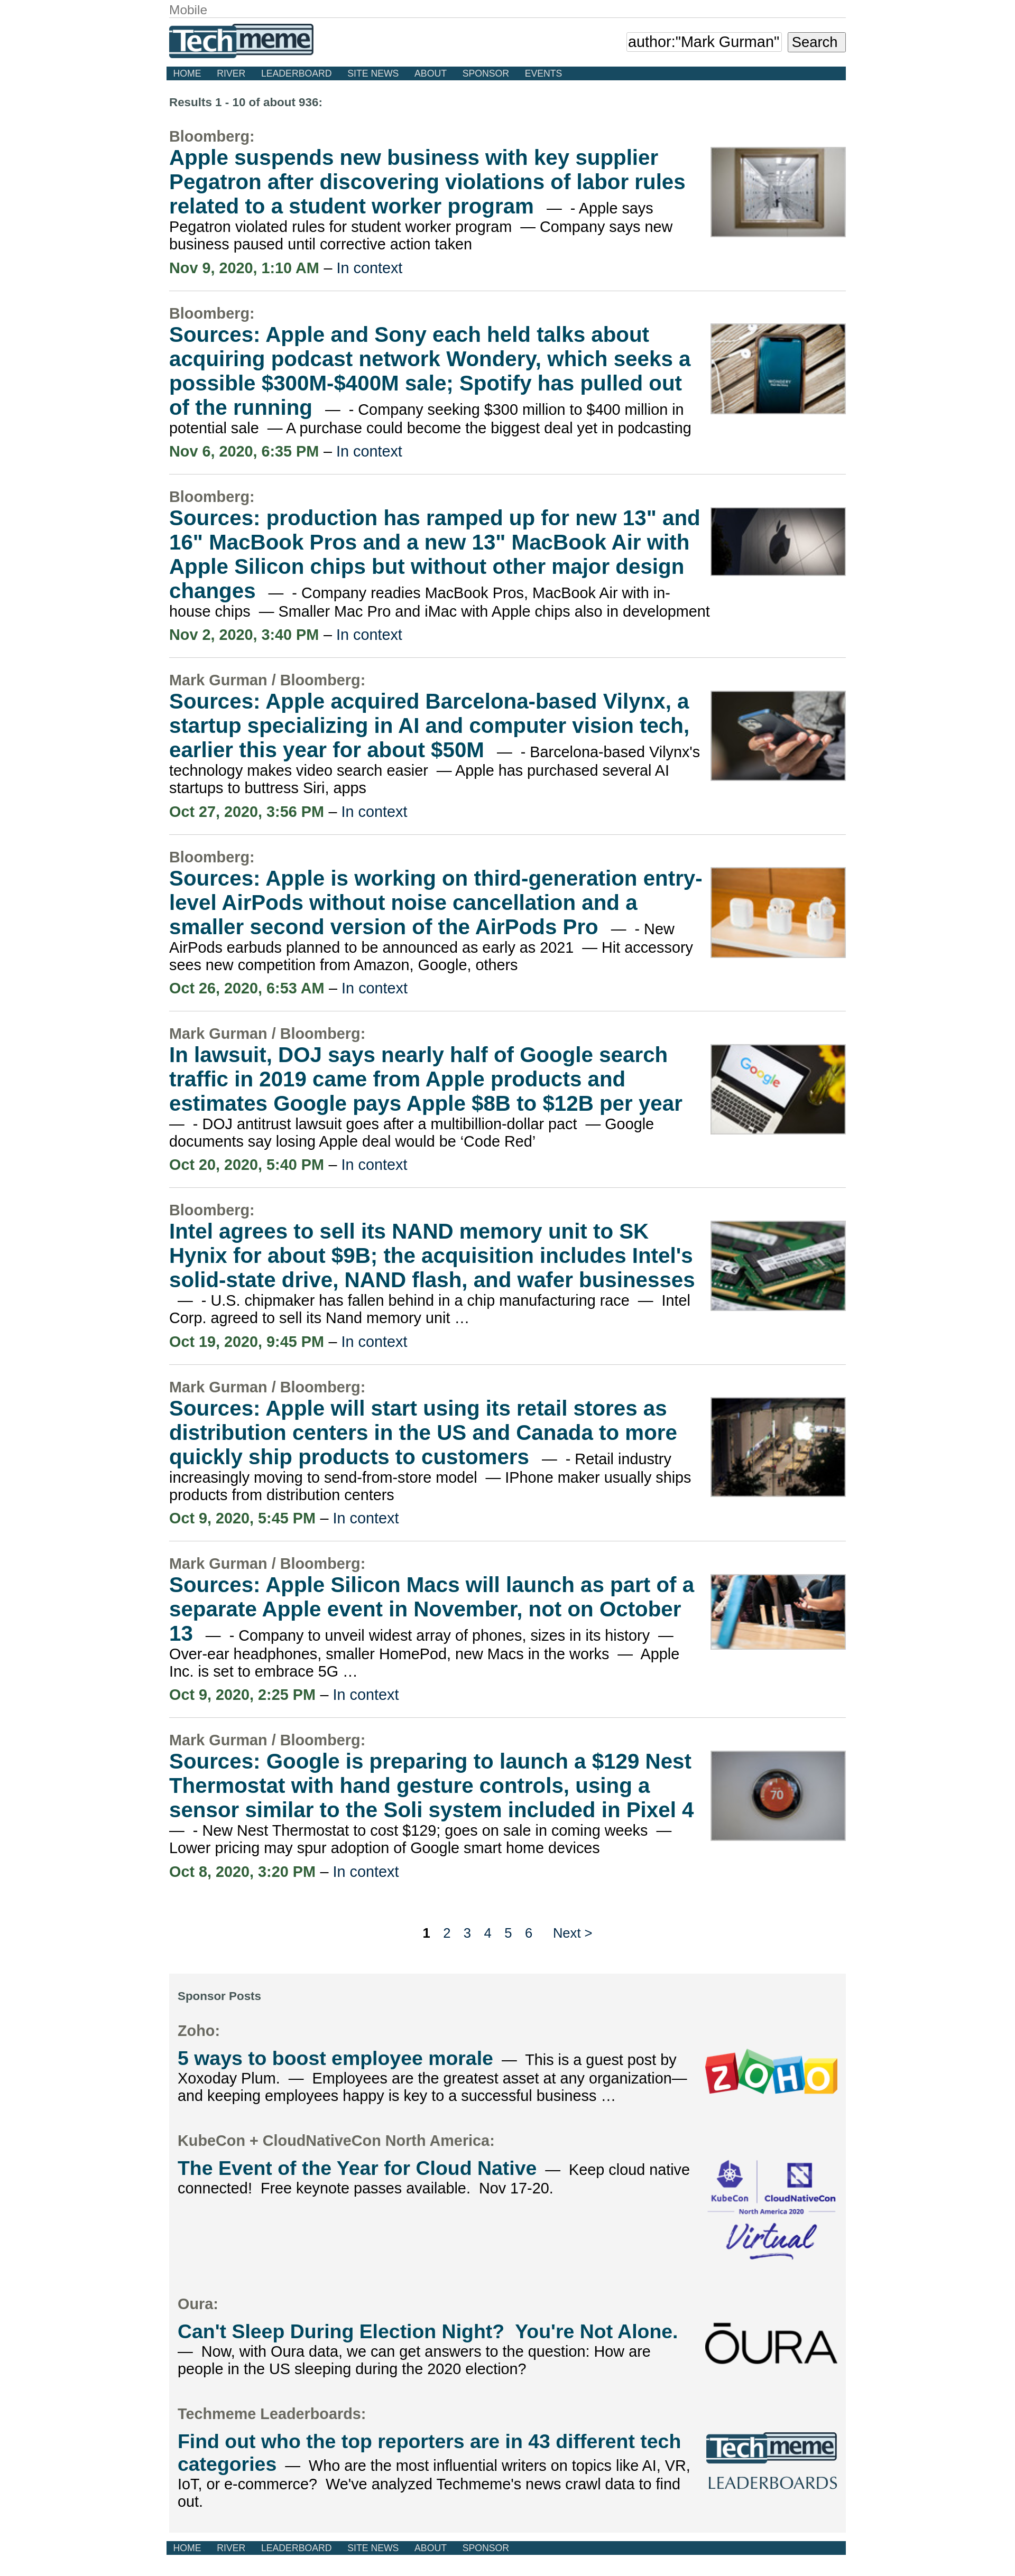 Mobile
Techmeme
author:"Mark Gurman" Search
HOME RIVER LEADERBOARD SITE NEWS ABOUT SPONSOR EVENTS
Results 1 - 10 of about 936:
Bloomberg:
Apple suspends new business with key supplier
Pegatron after discovering violations of labor rules
related to a student worker program — - Apple says
Pegatron violated rules for student worker program — Company says new
business paused until corrective action taken
Nov 9, 2020, 1:10 AM – In context
Bloomberg:
Sources: Apple and Sony each held talks about
acquiring podcast network Wondery, which seeks a
possible $300M-$400M sale; Spotify has pulled out
of the running — - Company seeking $300 million to $400 million in
potential sale — A purchase could become the biggest deal yet in podcasting
Nov 6, 2020, 6:35 PM – In context
WONDERY
Bloomberg:
Sources: production has ramped up for new 13" and
16" MacBook Pros and a new 13" MacBook Air with
Apple Silicon chips but without other major design
changes — - Company readies MacBook Pros, MacBook Air with in-
house chips — Smaller Mac Pro and iMac with Apple chips also in development
Nov 2, 2020, 3:40 PM – In context
Mark Gurman / Bloomberg:
Sources: Apple acquired Barcelona-based Vilynx, a
startup specializing in AI and computer vision tech,
earlier this year for about $50M — - Barcelona-based Vilynx's
technology makes video search easier — Apple has purchased several AI
startups to buttress Siri, apps
Oct 27, 2020, 3:56 PM – In context
Bloomberg:
Sources: Apple is working on third-generation entry-
level AirPods without noise cancellation and a
smaller second version of the AirPods Pro — - New
AirPods earbuds planned to be announced as early as 2021 — Hit accessory
sees new competition from Amazon, Google, others
Oct 26, 2020, 6:53 AM – In context
Mark Gurman / Bloomberg:
In lawsuit, DOJ says nearly half of Google search
traffic in 2019 came from Apple products and
estimates Google pays Apple $8B to $12B per year
— - DOJ antitrust lawsuit goes after a multibillion-dollar pact — Google
documents say losing Apple deal would be ‘Code Red’
Oct 20, 2020, 5:40 PM – In context
Google
Bloomberg:
Intel agrees to sell its NAND memory unit to SK
Hynix for about $9B; the acquisition includes Intel's
solid-state drive, NAND flash, and wafer businesses
— - U.S. chipmaker has fallen behind in a chip manufacturing race — Intel
Corp. agreed to sell its Nand memory unit …
Oct 19, 2020, 9:45 PM – In context
Mark Gurman / Bloomberg:
Sources: Apple will start using its retail stores as
distribution centers in the US and Canada to more
quickly ship products to customers — - Retail industry
increasingly moving to send-from-store model — IPhone maker usually ships
products from distribution centers
Oct 9, 2020, 5:45 PM – In context
Mark Gurman / Bloomberg:
Sources: Apple Silicon Macs will launch as part of a
separate Apple event in November, not on October
13 — - Company to unveil widest array of phones, sizes in its history —
Over-ear headphones, smaller HomePod, new Macs in the works — Apple
Inc. is set to embrace 5G …
Oct 9, 2020, 2:25 PM – In context
Mark Gurman / Bloomberg:
Sources: Google is preparing to launch a $129 Nest
Thermostat with hand gesture controls, using a
sensor similar to the Soli system included in Pixel 4
— - New Nest Thermostat to cost $129; goes on sale in coming weeks —
Lower pricing may spur adoption of Google smart home devices
Oct 8, 2020, 3:20 PM – In context
70
1 2 3 4 5 6 Next >
Sponsor Posts
Zoho:
5 ways to boost employee morale — This is a guest post by
Xoxoday Plum. — Employees are the greatest asset at any organization—
and keeping employees happy is key to a successful business …
ZOHO
KubeCon + CloudNativeCon North America:
The Event of the Year for Cloud Native — Keep cloud native
connected! Free keynote passes available. Nov 17-20.
KubeCon CloudNativeCon
North America 2020
Virtual
Oura:
Can't Sleep During Election Night? You're Not Alone.
— Now, with Oura data, we can get answers to the question: How are
people in the US sleeping during the 2020 election?
ŌURA
Techmeme Leaderboards:
Find out who the top reporters are in 43 different tech
categories — Who are the most influential writers on topics like AI, VR,
IoT, or e-commerce? We've analyzed Techmeme's news crawl data to find
out.
Techmeme
LEADERBOARDS
HOME RIVER LEADERBOARD SITE NEWS ABOUT SPONSOR